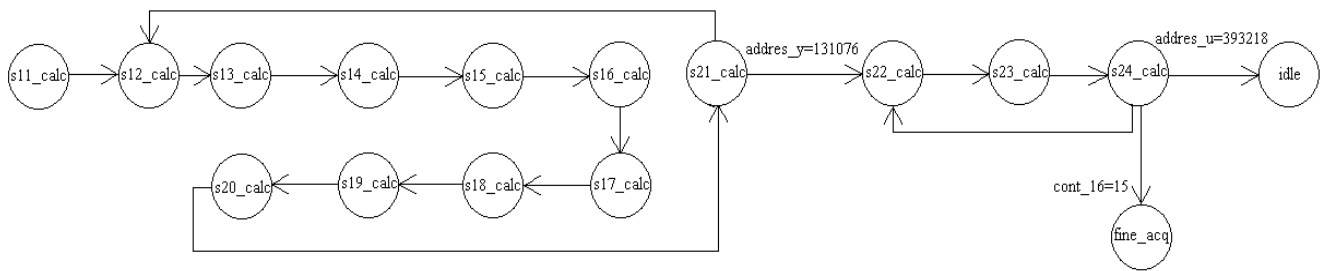 addres_y=131076
addres_u=393218
s11_calc
s12_calc
s13_calc
s14_calc
s15_calc
s16_calc
s21_calc
s22_calc
s23_calc
s24_calc
idle
s20_calc
s19_calc
s18_calc
s17_calc
cont_16=15
fine_acq